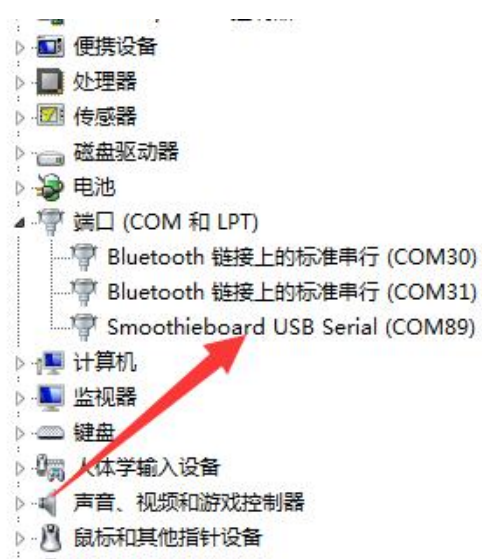 便携设备
处理器
传感器
磁盘驱动器
电池
端口 (COM 和 LPT)
Bluetooth 链接上的标准串行 (COM30)
Bluetooth 链接上的标准串行 (COM31)
Smoothieboard USB Serial (COM89)
计算机
监视器
键盘
人体学输入设备
声音、视频和游戏控制器
鼠标和其他指针设备